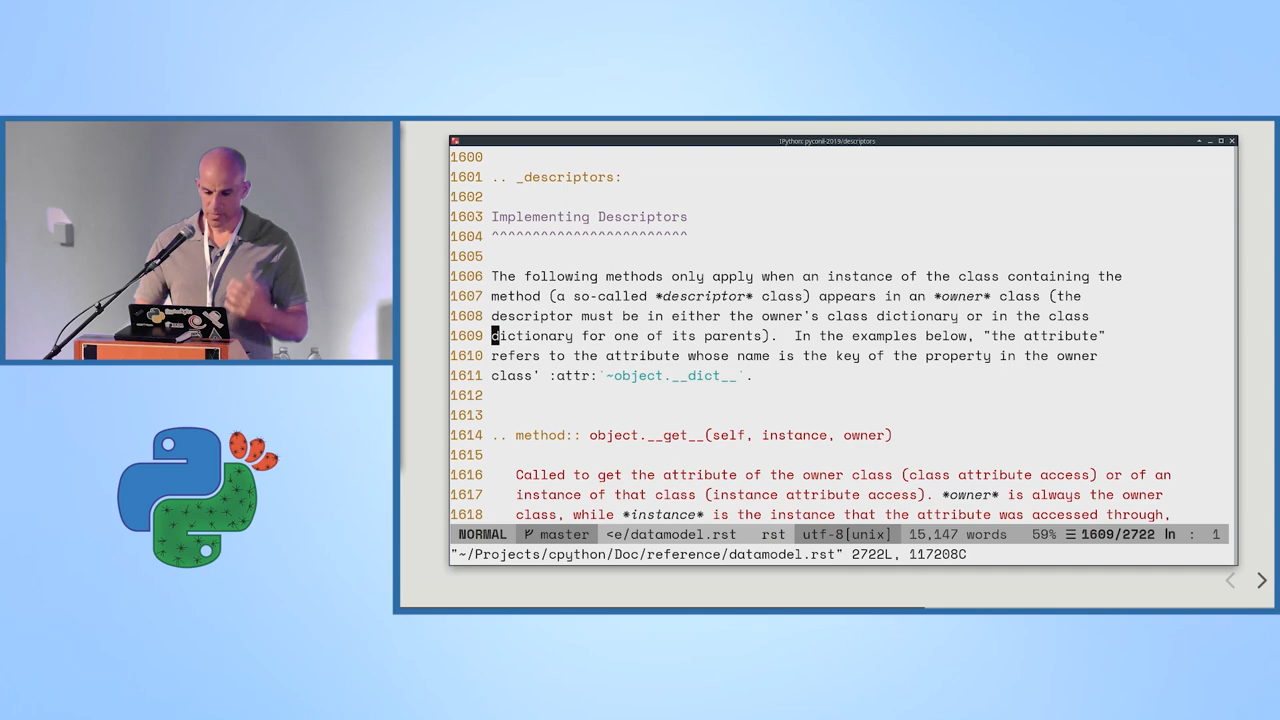 IPython: pyconil-2019/descriptors
1600
1601 .. _descriptors:
1602
1603 Implementing Descriptors
1604 ^^^^^^^^^^^^^^^^^^^^^^^^
1605
1606 The following methods only apply when an instance of the class containing the
1607 method (a so-called *descriptor* class) appears in an *owner* class (the
1608 descriptor must be in either the owner's class dictionary or in the class
1609 dictionary for one of its parents).  In the examples below, "the attribute"
1610 refers to the attribute whose name is the key of the property in the owner
1611 class' :attr:`~object.__dict__`.
1612
1613
1614 .. method:: object.__get__(self, instance, owner)
1615
1616    Called to get the attribute of the owner class (class attribute access) or of an
1617    instance of that class (instance attribute access). *owner* is always the owner
1618    class, while *instance* is the instance that the attribute was accessed through,
NORMAL master <e/datamodel.rst rst utf-8[unix] 15,147 words 59% ☰ 1609/2722 ln : 1
"~/Projects/cpython/Doc/reference/datamodel.rst" 2722L, 117208C